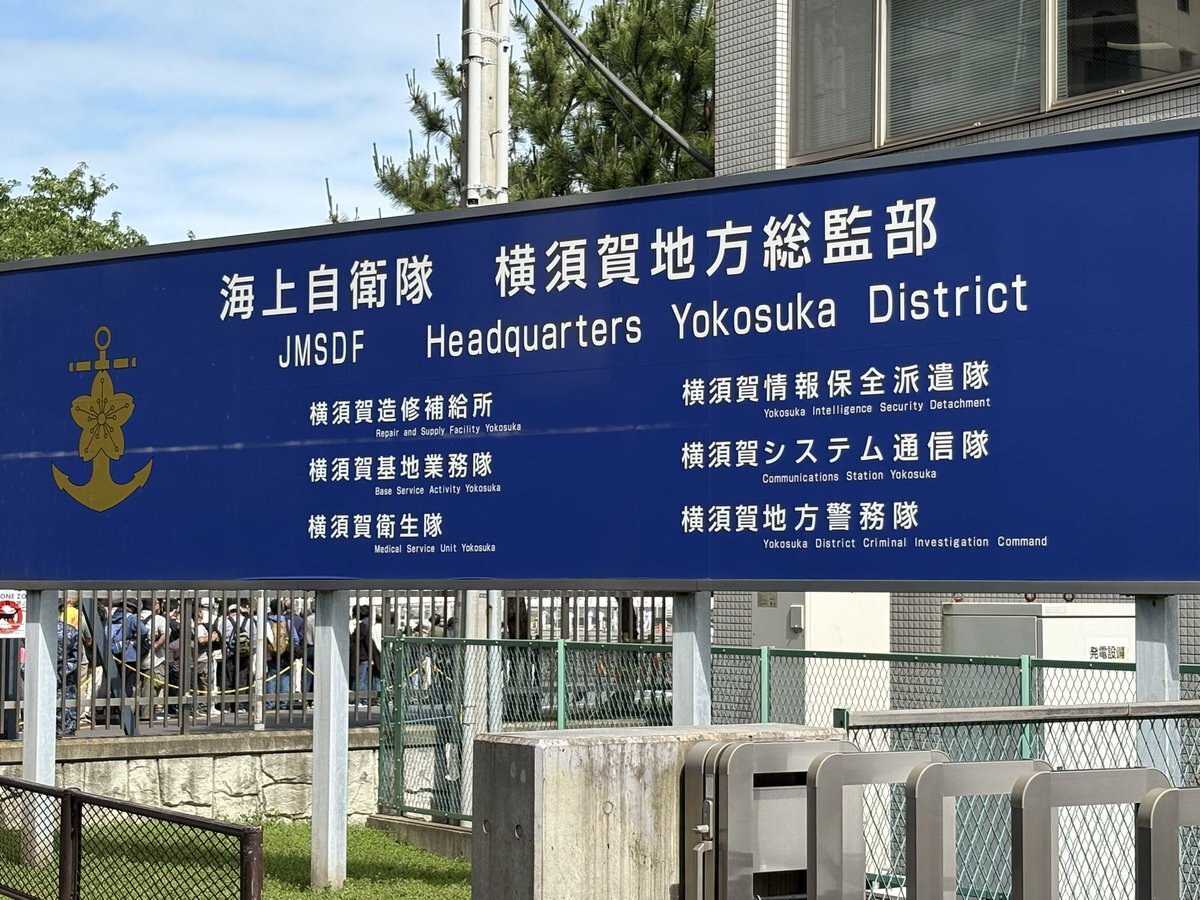 海上自衛隊 横須賀地方総監部
JMSDF Headquarters Yokosuka District
横須賀造修補給所
Repair and Supply Facility Yokosuka
横須賀基地業務隊
Base Service Activity Yokosuka
横須賀衛生隊
Medical Service Unit Yokosuka
横須賀情報保全派遣隊
Yokosuka Intelligence Security Detachment
横須賀システム通信隊
Communications Station Yokosuka
横須賀地方警務隊
Yokosuka District Criminal Investigation Command
発電設備